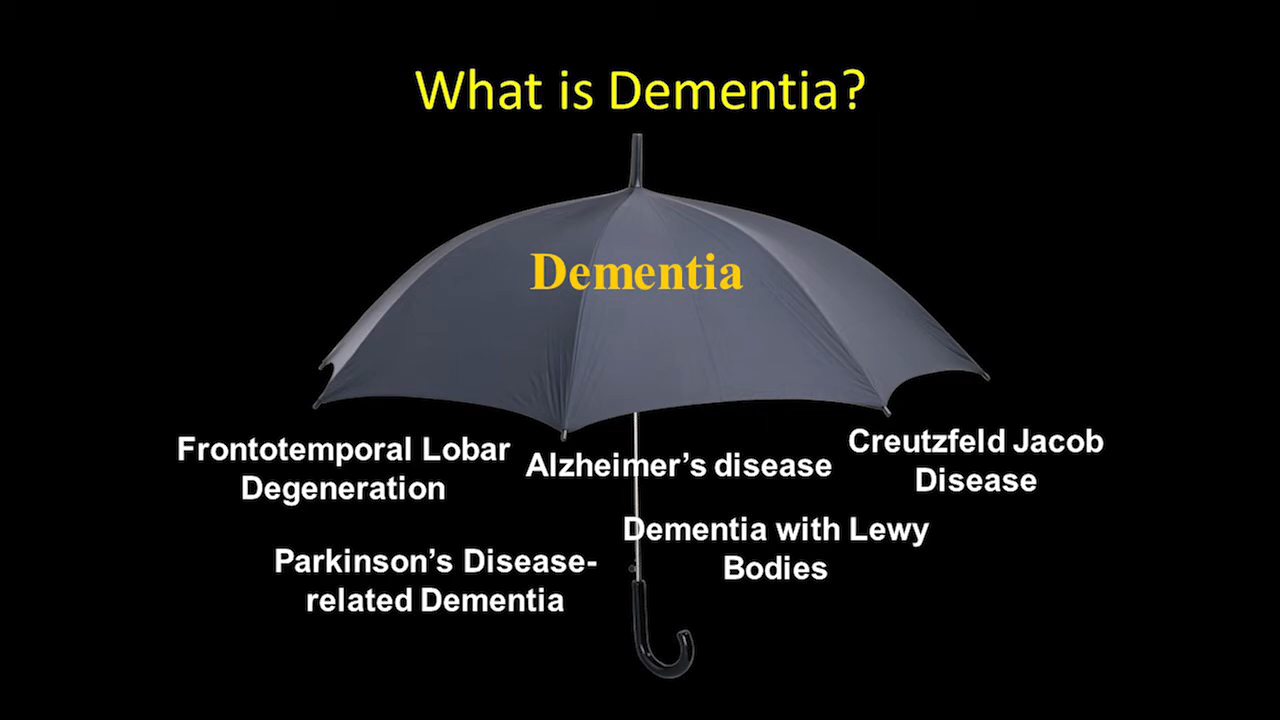 What is Dementia?
Dementia
Frontotemporal Lobar
Degeneration
Alzheimer's disease
Creutzfeld Jacob
Disease
Dementia with Lewy
Bodies
Parkinson's Disease-
related Dementia